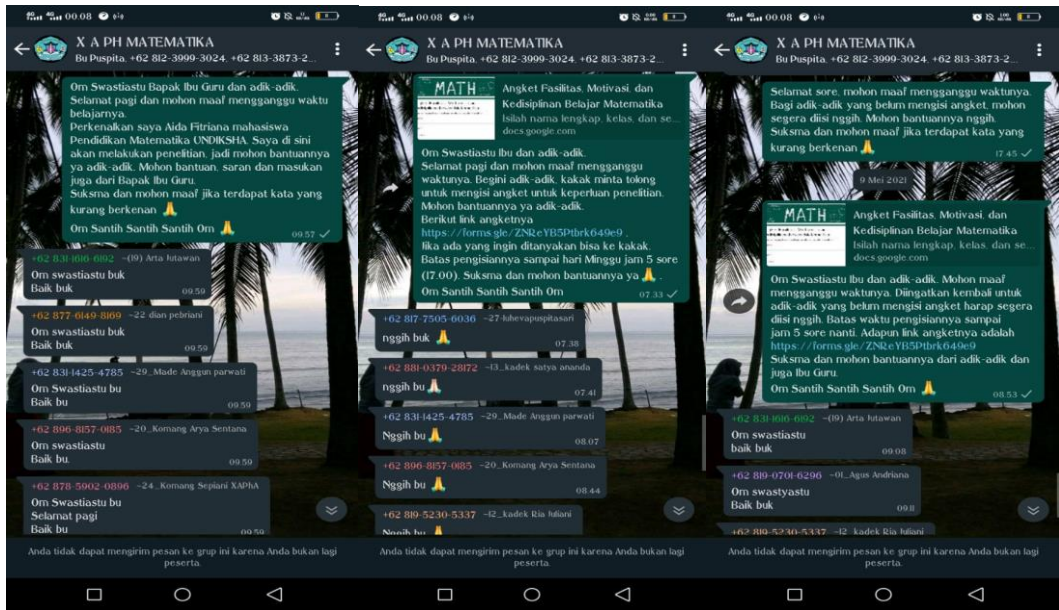 00.08
X A PH MATEMATIKA
Bu Puspita, +62 812-3999-3024, +62 813-3873-2...
Om Swastiastu Bapak Ibu Guru dan adik-adik.
Selamat pagi dan mohon maaf mengganggu waktu
belajarnya.
Perkenalkan saya Aida Fitriana mahasiswa
Pendidikan Matematika UNDIKSHA. Saya di sini
akan melakukan penelitian, jadi mohon bantuannya
ya adik-adik. Mohon bantuan, saran dan masukan
juga dari Bapak Ibu Guru.
Suksma dan mohon maaf jika terdapat kata yang
kurang berkenan 🙏
Om Santih Santih Santih Om 🙏
09.57
+62 831-1616-6192 ~(19) Arta Jutawan
Om swastiastu buk
Baik buk
09.59
+62 877-6149-8169 ~22 dian pebriani
Om swastiastu buk
Baik buk
09.59
+62 831-1425-4785 ~29_Made Anggun parwati
Om Swastiastu bu
Baik bu
09.59
+62 896-8157-0185 ~20_Komang Arya Sentana
Om Swastiastu
Baik bu.
09.59
+62 878-5902-0896 ~24_Komang Sepiani XAPhA
Om Swastiastu bu
Selamat pagi
Baik bu
09.59
Anda tidak dapat mengirim pesan ke grup ini karena Anda bukan lagi
peserta.
00.08
X A PH MATEMATIKA
Bu Puspita, +62 812-3999-3024, +62 813-3873-2...
MATH
Angket Fasilitas, Motivasi, dan
Kedisiplinan Belajar Matematika
Isilah nama lengkap, kelas, dan se...
docs.google.com
Om Swastiastu Ibu dan adik-adik.
Selamat pagi dan mohon maaf mengganggu
waktunya. Begini adik-adik, kakak minta tolong
untuk mengisi angket untuk keperluan penelitian.
Mohon bantuannya ya adik-adik.
Berikut link angketnya
https://forms.gle/ZNReYB5Ptbrk649e9 .
Jika ada yang ingin ditanyakan bisa ke kakak.
Batas pengisiannya sampai hari Minggu jam 5 sore
(17.00). Suksma dan mohon bantuannya ya 🙏 .
Om Santih Santih Santih Om
07.33
+62 817-7505-6036 ~27-luhevapuspitasari
nggih buk 🙏
07.38
+62 881-0379-28172 ~13_kadek satya ananda
nggih bu 🙏
07.41
+62 831-1425-4785 ~29_Made Anggun parwati
Nggih bu 🙏
08.07
+62 896-8157-0185 ~20_Komang Arya Sentana
Nggih bu 🙏
08.44
+62 819-5230-5337 ~12_kadek Ria Juliani
Nggih bu
Anda tidak dapat mengirim pesan ke grup ini karena Anda bukan lagi
peserta.
00.08
X A PH MATEMATIKA
Bu Puspita, +62 812-3999-3024, +62 813-3873-2...
Selamat sore, mohon maaf mengganggu waktunya.
Bagi adik-adik yang belum mengisi angket, mohon
segera diisi nggih. Mohon bantuannya nggih.
Suksma dan mohon maaf jika terdapat kata yang
kurang berkenan 🙏
17.45
9 Mei 2021
MATH
Angket Fasilitas, Motivasi, dan
Kedisiplinan Belajar Matematika
Isilah nama lengkap, kelas, dan se...
docs.google.com
Om Swastiastu Ibu dan adik-adik. Mohon maaf
mengganggu waktunya. Diingatkan kembali untuk
adik-adik yang belum mengisi angket harap segera
diisi nggih. Batas waktu pengisiannya sampai
jam 5 sore nanti. Adapun link angketnya adalah
https://forms.gle/ZNReYB5Ptbrk649e9
Suksma dan mohon bantuannya dari adik-adik dan
juga Ibu Guru.
Om Santih Santih Santih Om 🙏
08.53
+62 831-1616-6192 ~(19) Arta Jutawan
Om swastiastu
baik buk
09.08
+62 819-0701-6296 ~01_Agus Andriana
Om swastyastu
Baik buk
09.11
+62 819-5230-5337 ~12_kadek Ria Juliani
Anda tidak dapat mengirim pesan ke grup ini karena Anda bukan lagi
peserta.